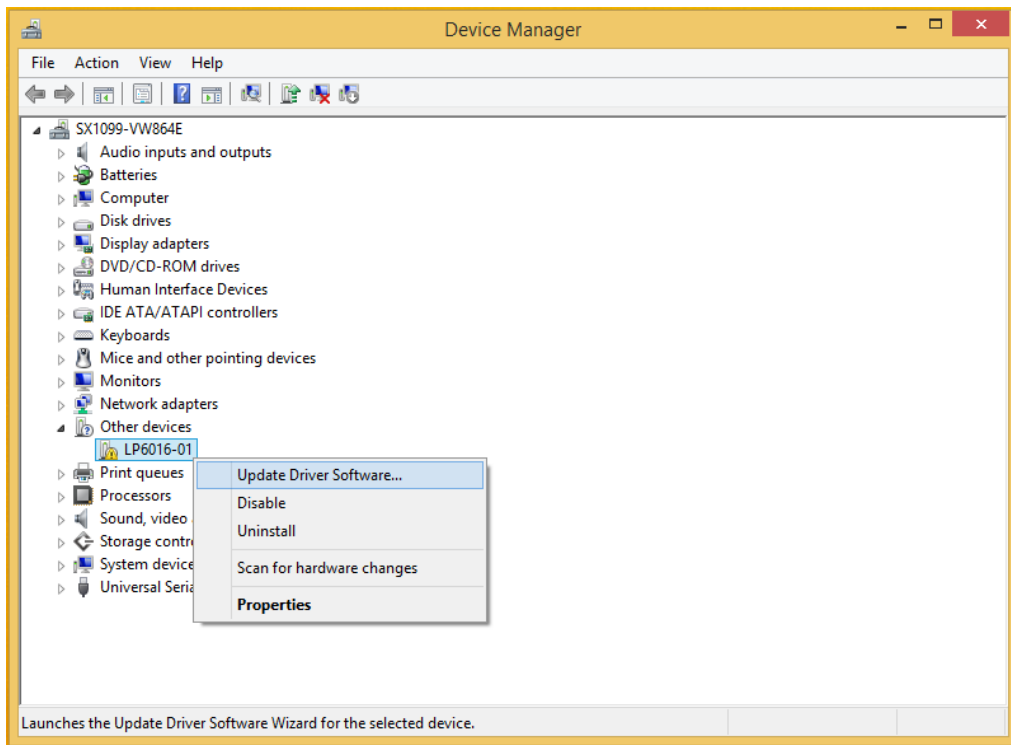 Device Manager
File Action View Help
SX1099-VW864E
Audio inputs and outputs
Batteries
Computer
Disk drives
Display adapters
DVD/CD-ROM drives
Human Interface Devices
IDE ATA/ATAPI controllers
Keyboards
Mice and other pointing devices
Monitors
Network adapters
Other devices
LP6016-01
Print queues
Processors
Sound, video
Storage contr
System device
Universal Seria
Update Driver Software...
Disable
Uninstall
Scan for hardware changes
Properties
Launches the Update Driver Software Wizard for the selected device.